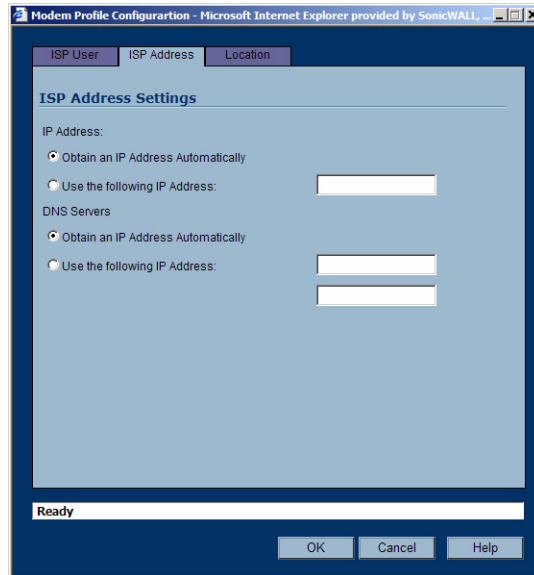 Modem Profile Configurartion - Microsoft Internet Explorer provided by SonicWALL, ...
ISP User
ISP Address
Location
ISP Address Settings
IP Address:
Obtain an IP Address Automatically
Use the following IP Address:
DNS Servers
Obtain an IP Address Automatically
Use the following IP Address:
Ready
OK
Cancel
Help